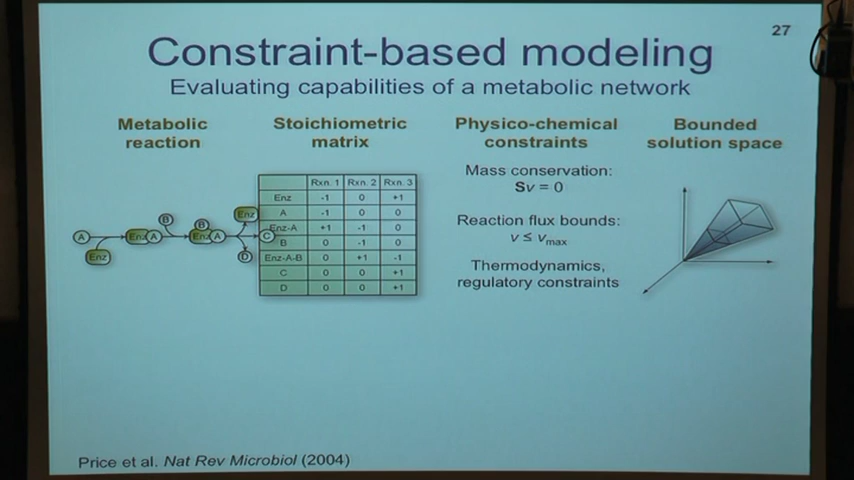 27
Constraint-based modeling
Evaluating capabilities of a metabolic network
Metabolic
reaction
A
Enz
Enz A
B
B
Enz A
Enz
C
D
Stoichiometric
matrix
Rxn. 1 Rxn. 2 Rxn. 3
Enz -1 0 +1
A -1 0 0
Enz-A +1 -1 0
B 0 -1 0
Enz-A-B 0 +1 -1
C 0 0 +1
D 0 0 +1
Physico-chemical
constraints
Mass conservation:
Sv = 0
Reaction flux bounds:
v ≤ vmax
Thermodynamics,
regulatory constraints
Bounded
solution space
Price et al. Nat Rev Microbiol (2004)